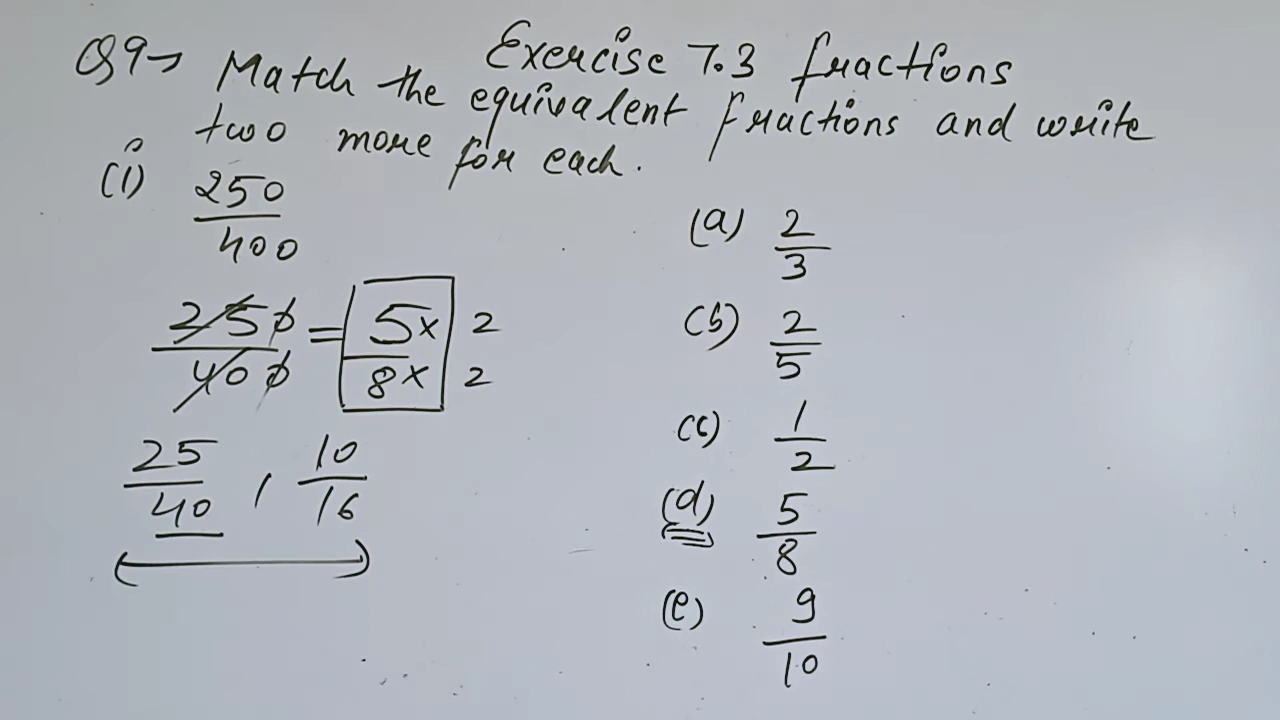 Exercise 7.3 fractions
Q9→ Match the equivalent fractions and write
two more for each.
(i) 250/400
250/400 = 5×2/8×2
25/40 , 10/16
(a) 2/3
(b) 2/5
(c) 1/2
(d) 5/8
(e) 9/10